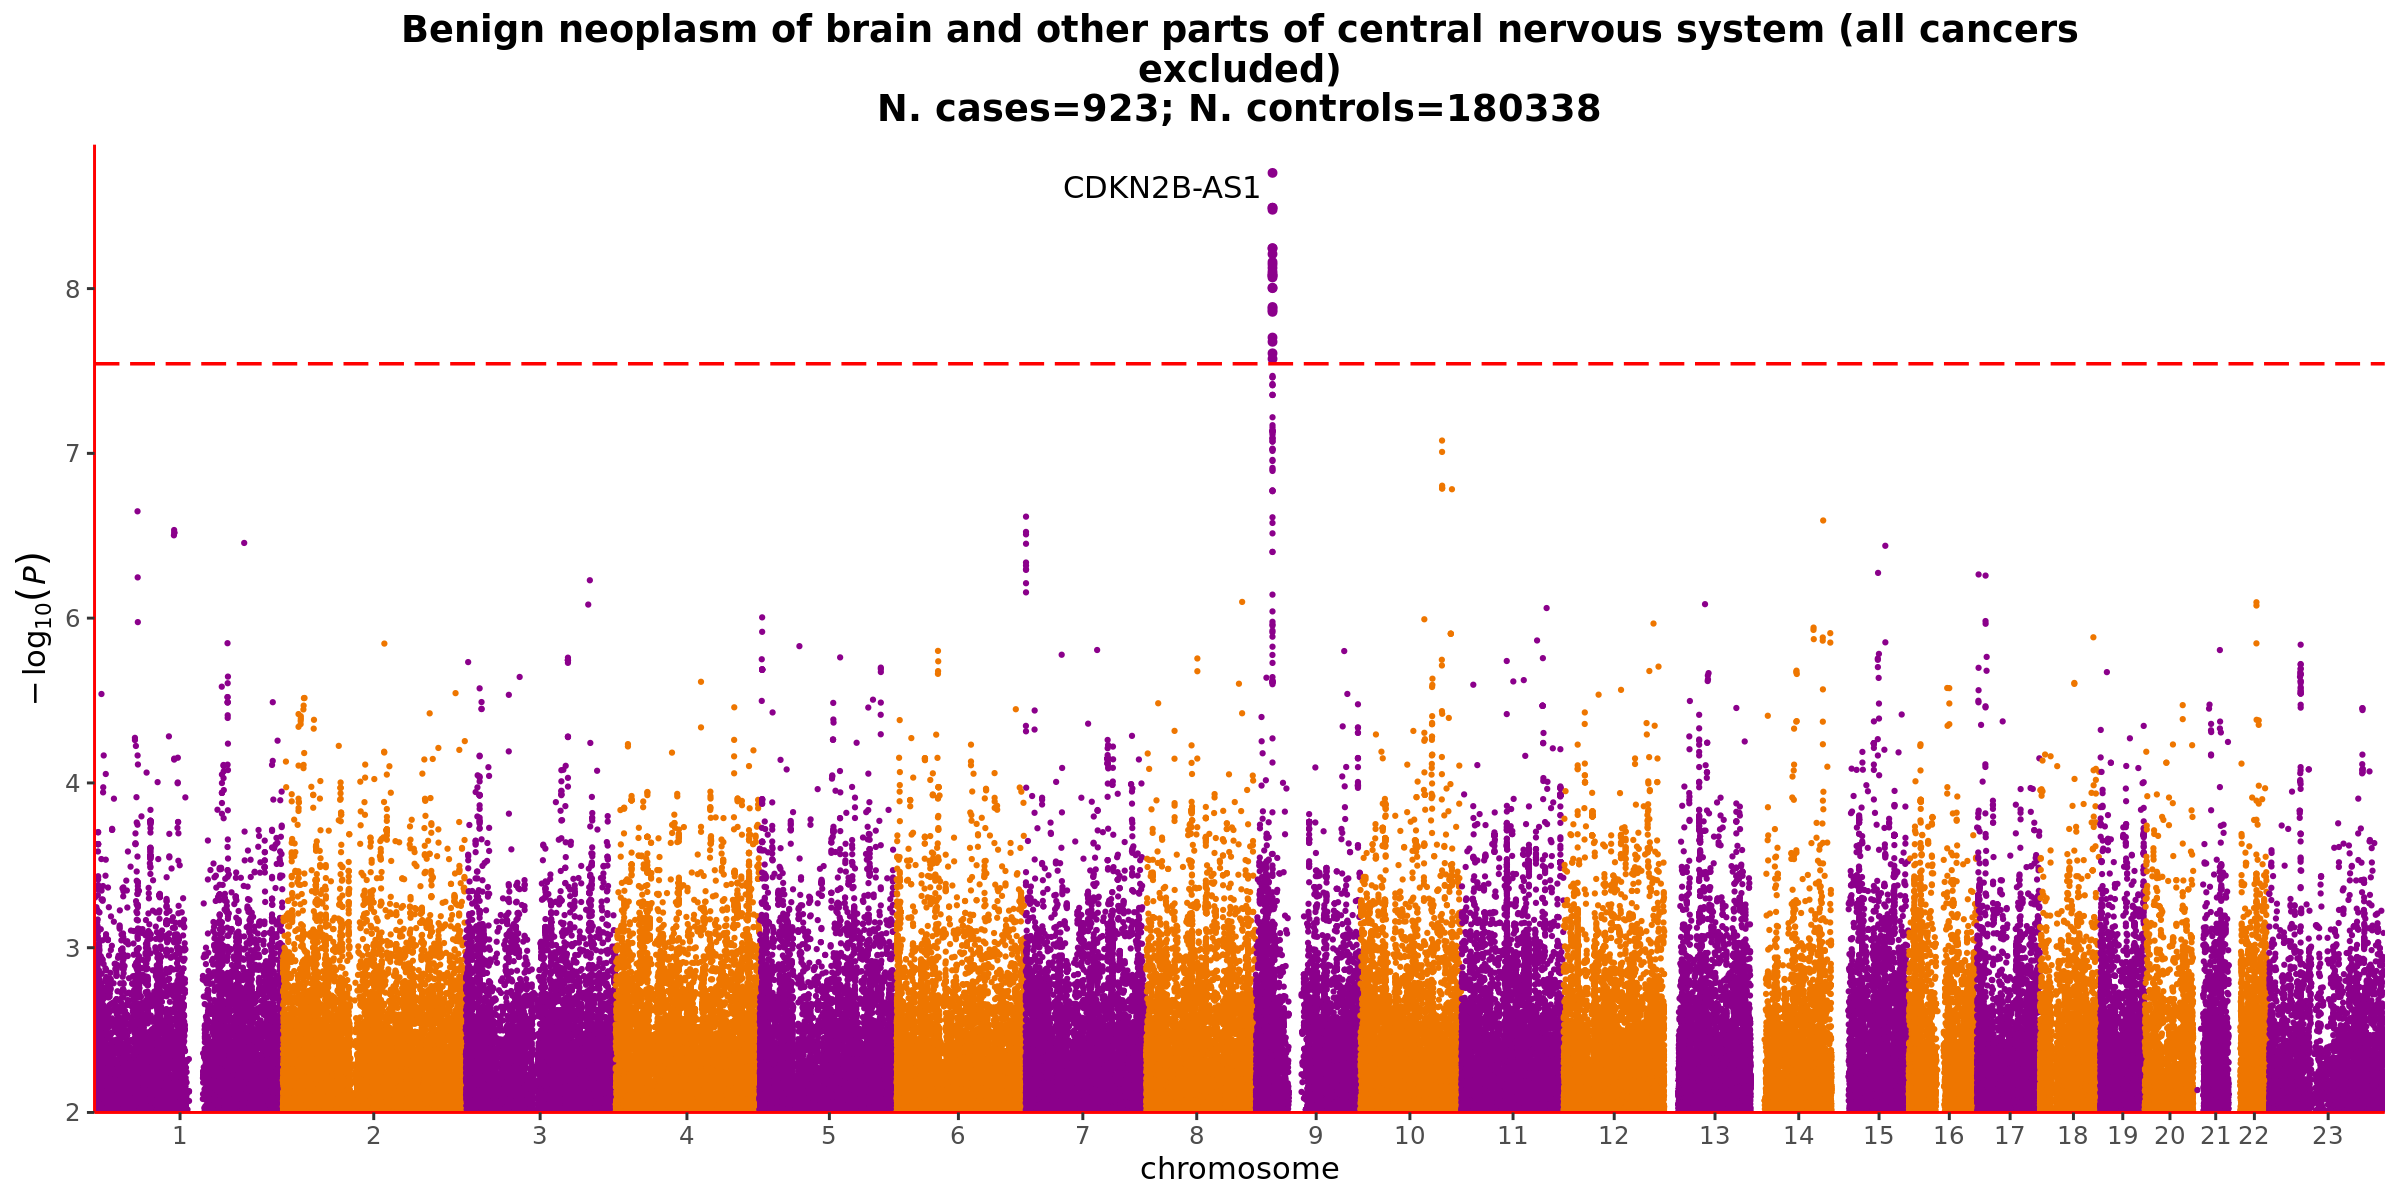 Benign neoplasm of brain and other parts of central nervous system (all cancers
excluded)
N. cases=923; N. controls=180338
CDKN2B-AS1
8
7
6
4
3
2
−log₁₀(P)
1 2 3 4 5 6 7 8 9 10 11 12 13 14 15 16 17 18 19 20 21 22 23
chromosome